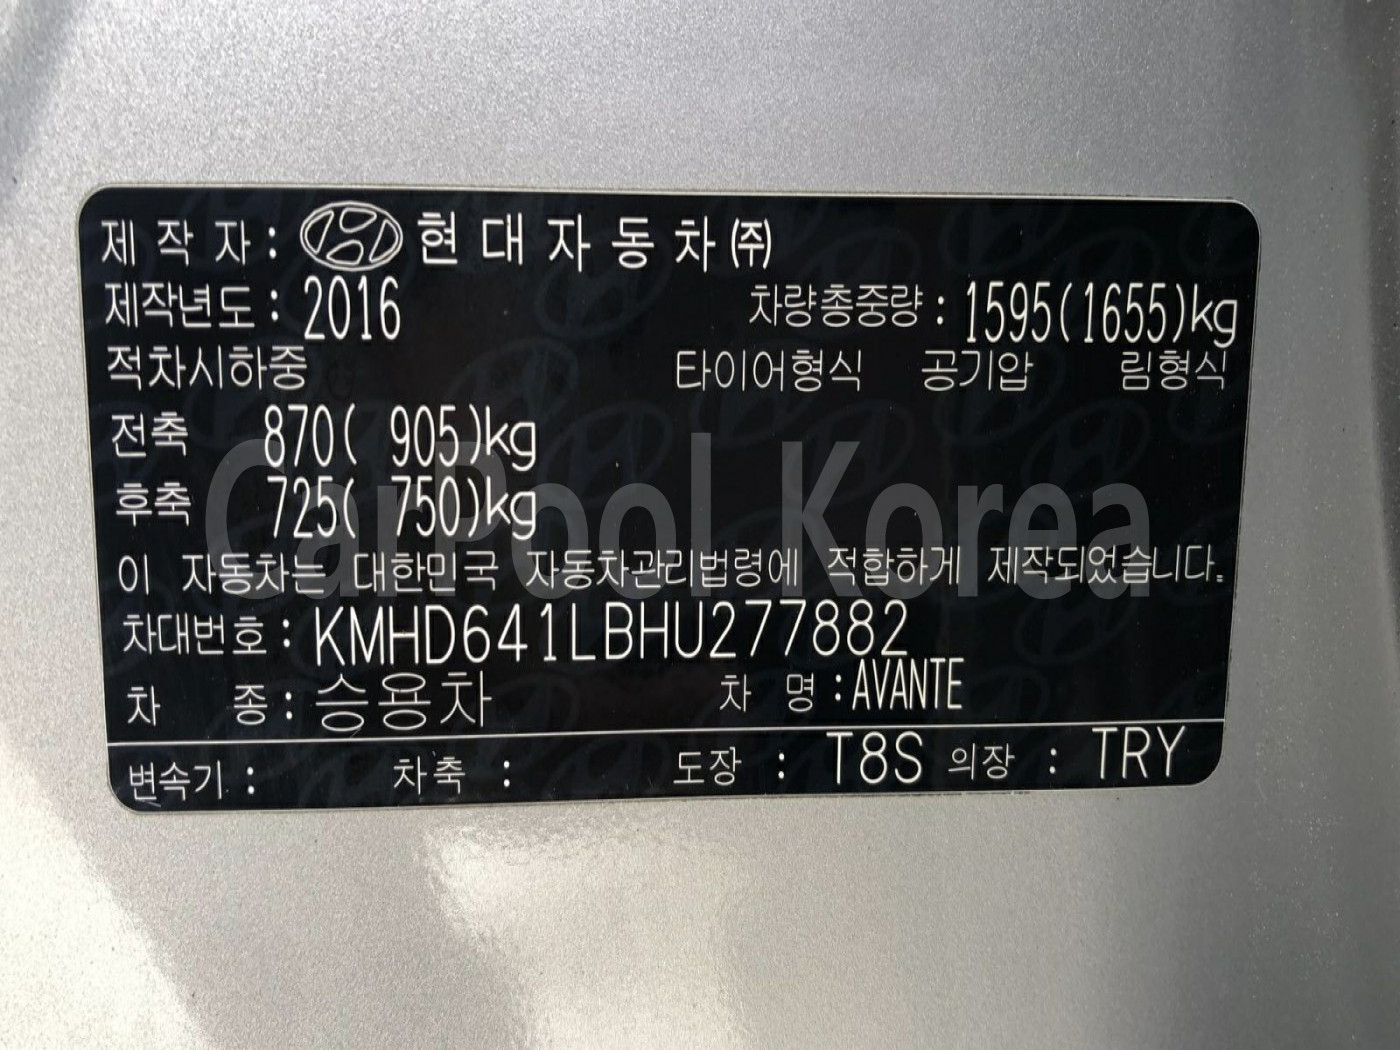 제 작 자 : 현 대 자 동 차 ㈜
제작년도 : 2016 차량총중량 : 1595(1655)kg
적차시하중 타이어형식 공기압 림형식
전축 870( 905)kg
후축 725( 750)kg
CarPool Korea
이 자동차는 대한민국 자동차관리법령에 적합하게 제작되었습니다.
차대번호 : KMHD641LBHU277882
차 종 : 승용차 차 명 : AVANTE
변속기 : 차축 : 도장 : T8S 의장 : TRY